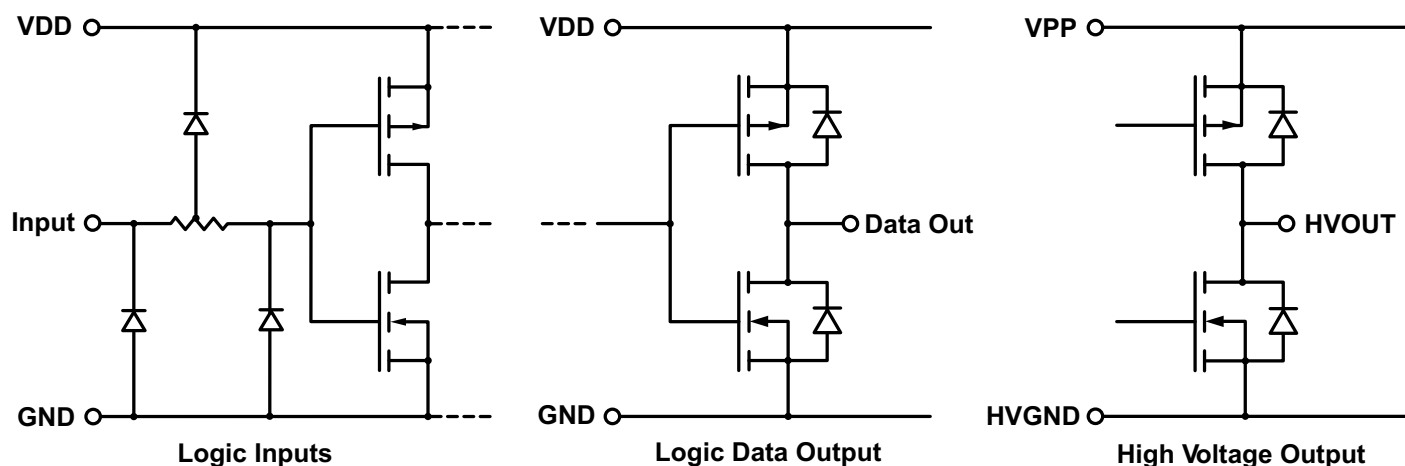 VDD
Input
GND
Logic Inputs
VDD
Data Out
GND
Logic Data Output
VPP
HVOUT
HVGND
High Voltage Output